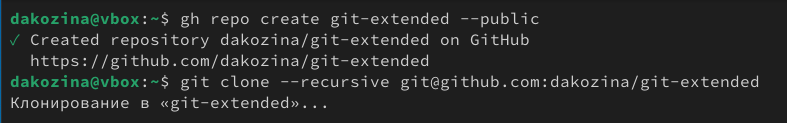 dakozina@vbox:~$ gh repo create git-extended --public
✓ Created repository dakozina/git-extended on GitHub
  https://github.com/dakozina/git-extended
dakozina@vbox:~$ git clone --recursive git@github.com:dakozina/git-extended
Клонирование в «git-extended»...